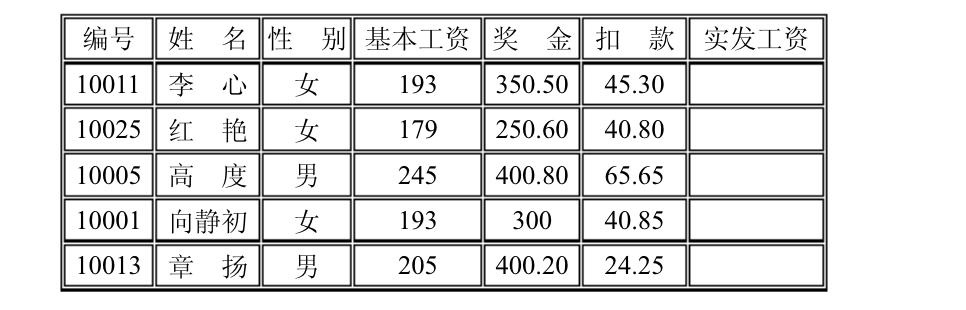 编号 姓 名 性 别 基本工资 奖 金 扣 款 实发工资
10011 李 心 女 193 350.50 45.30
10025 红 艳 女 179 250.60 40.80
10005 高 度 男 245 400.80 65.65
10001 向静初 女 193 300 40.85
10013 章 扬 男 205 400.20 24.25